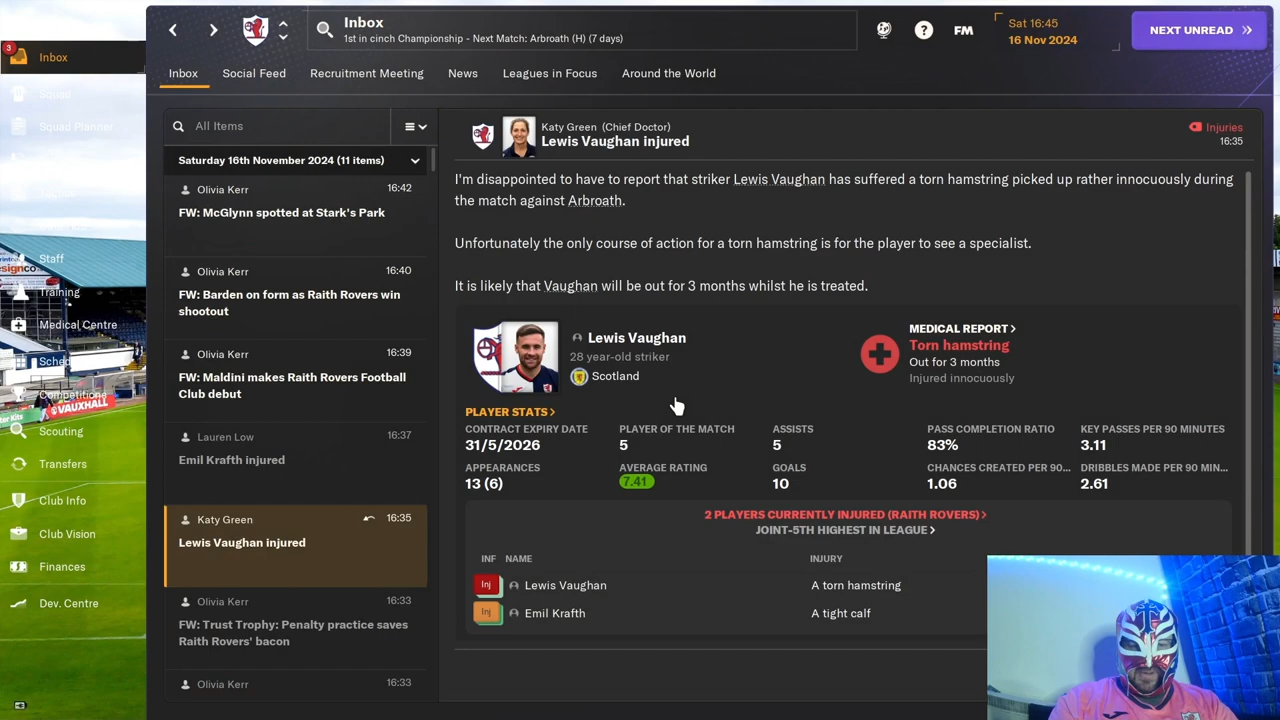 3
Inbox
Squad
Squad Planner
Staff
Training
Medical Centre
Sched
Competitions
Scouting
Transfers
Club Info
Club Vision
Finances
Dev. Centre
Inbox
1st in cinch Championship - Next Match: Arbroath (H) (7 days)
FM
Sat 16:45
16 Nov 2024
NEXT UNREAD
Inbox
Social Feed
Recruitment Meeting
News
Leagues in Focus
Around the World
All Items
Saturday 16th November 2024 (11 items)
Olivia Kerr 16:42
FW: McGlynn spotted at Stark's Park
Olivia Kerr 16:40
FW: Barden on form as Raith Rovers win
shootout
Olivia Kerr 16:39
FW: Maldini makes Raith Rovers Football
Club debut
Lauren Low 16:37
Emil Krafth injured
Katy Green 16:35
Lewis Vaughan injured
Olivia Kerr 16:33
FW: Trust Trophy: Penalty practice saves
Raith Rovers' bacon
Olivia Kerr 16:33
Katy Green (Chief Doctor)
Lewis Vaughan injured
Injuries
16:35
I'm disappointed to have to report that striker Lewis Vaughan has suffered a torn hamstring picked up rather innocuously during
the match against Arbroath.
Unfortunately the only course of action for a torn hamstring is for the player to see a specialist.
It is likely that Vaughan will be out for 3 months whilst he is treated.
Lewis Vaughan
28 year-old striker
Scotland
MEDICAL REPORT >
Torn hamstring
Out for 3 months
Injured innocuously
PLAYER STATS >
CONTRACT EXPIRY DATE PLAYER OF THE MATCH ASSISTS PASS COMPLETION RATIO KEY PASSES PER 90 MINUTES
31/5/2026 5 5 83% 3.11
APPEARANCES AVERAGE RATING GOALS CHANCES CREATED PER 90... DRIBBLES MADE PER 90 MIN...
13 (6) 7.41 10 1.06 2.61
2 PLAYERS CURRENTLY INJURED (RAITH ROVERS) >
JOINT-5TH HIGHEST IN LEAGUE >
INF NAME INJURY
Inj Lewis Vaughan A torn hamstring
Inj Emil Krafth A tight calf
VAUXHALL